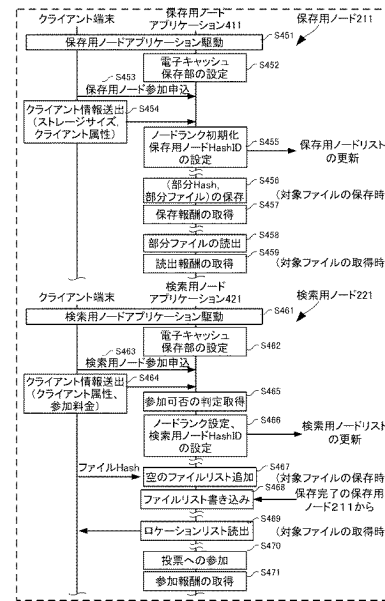 クライアント端末
保存用ノード
アプリケーション411
保存用ノード211
保存用ノードアプリケーション駆動
S451
電子キャッシュ
保存部の設定
S452
S453
保存用ノード参加申込
クライアント情報送出
(ストレージサイズ、
クライアント属性)
S454
ノードランク初期化
保存用ノードHashID
の設定
S455
保存用ノードリスト
の更新
(部分Hash,
部分ファイル)の保存
S456
(対象ファイルの保存時
保存報酬の取得
S457
部分ファイルの読出
S458
読出報酬の取得
S459
(対象ファイルの取得時
クライアント端末
検索用ノード
アプリケーション421
検索用ノード221
検索用ノードアプリケーション駆動
S461
電子キャッシュ
保存部の設定
S462
S463
検索用ノード参加申込
クライアント情報送出
(クライアント属性、
参加料金)
S464
参加可否の判定取得
S465
ノードランク設定、
検索用ノードHashID
の設定
S466
検索用ノードリスト
の更新
ファイルHash
空のファイルリスト追加
S467
(対象ファイルの保存時
ファイルリスト書き込み
S468
保存完了の保存用
ノード211から
ロケーションリスト読出
S469
(対象ファイルの取得時
投票への参加
S470
参加報酬の取得
S471